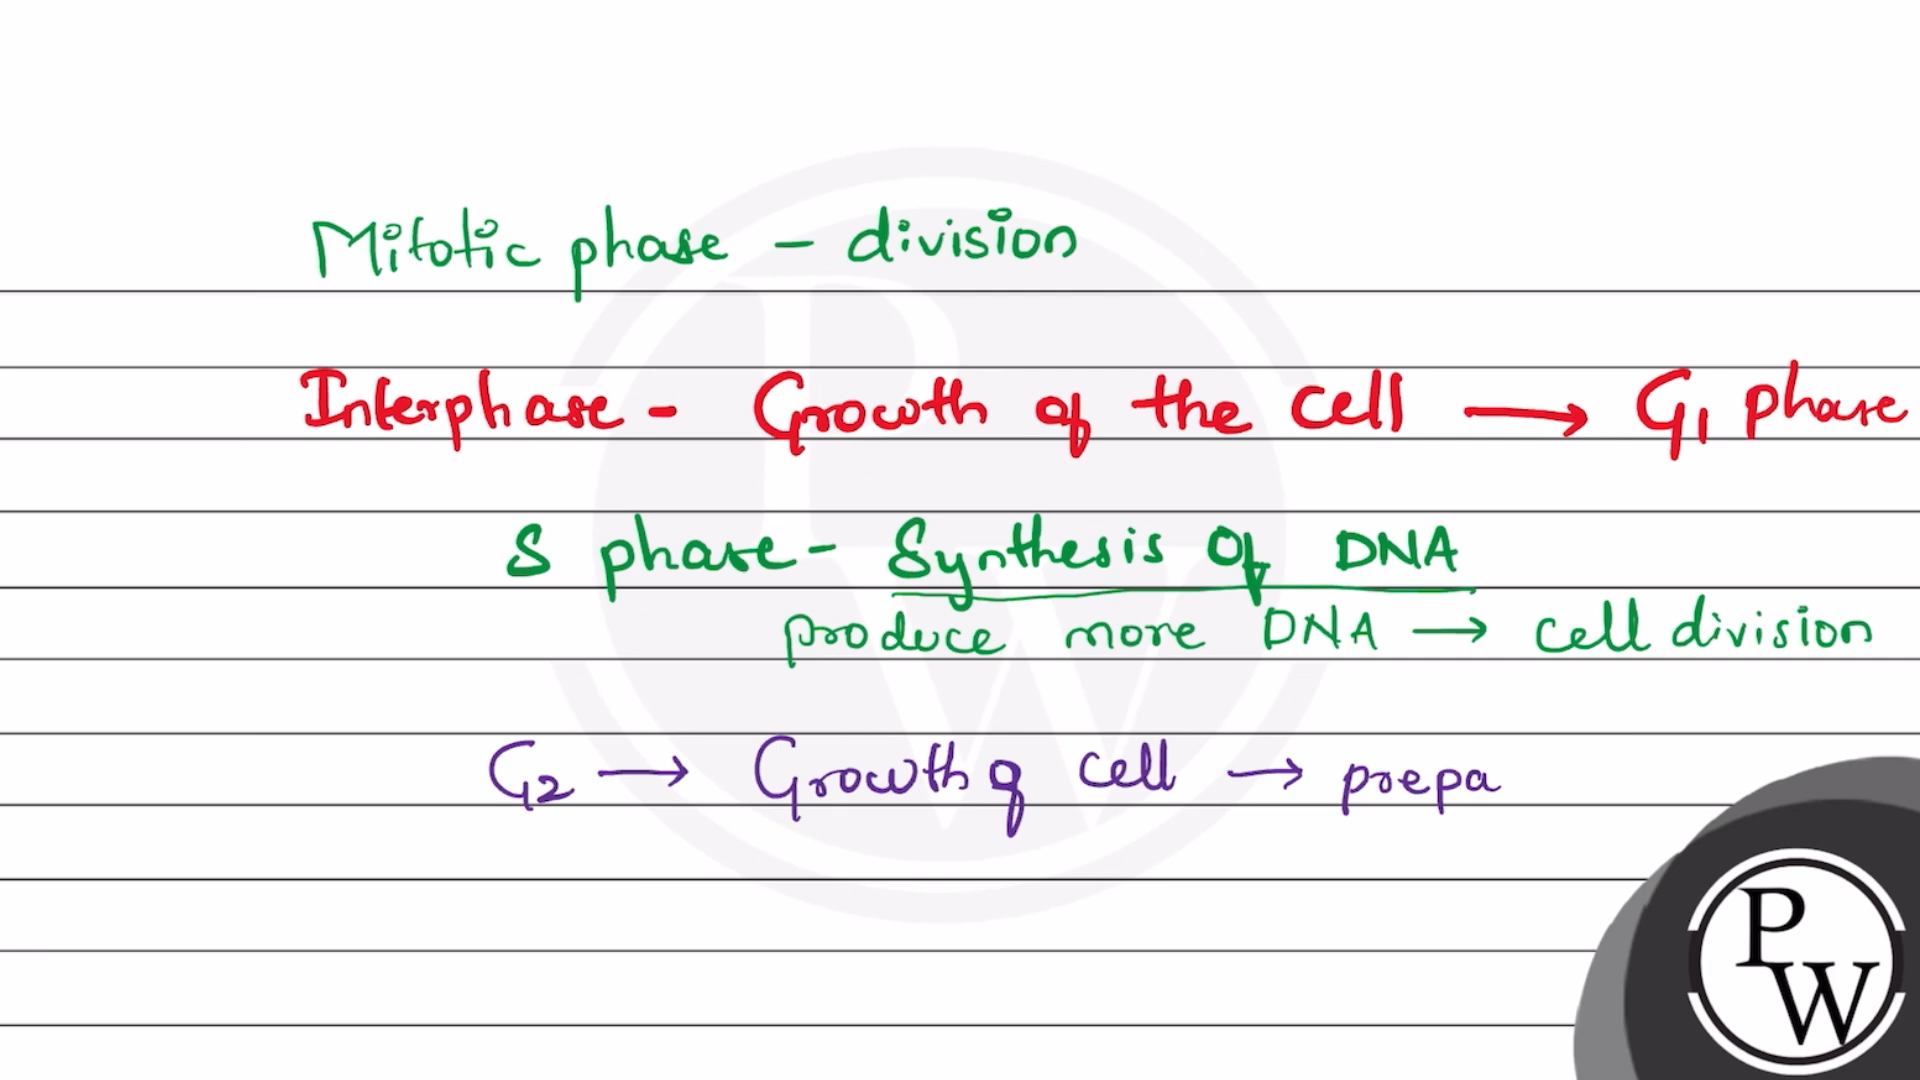 Mitotic phase - division
Interphase - Growth of the cell → G1 phase
S phase - Synthesis of DNA
produce more DNA → cell division
G2 → Growth of cell → prepa
PW